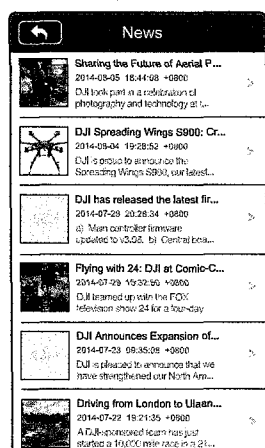 News
Sharing the Future of Aerial P...
2014-08-05 18:44:08 +0800
DJI took part in a celebration of
photography and technology at t...
DJI Spreading Wings S900: Cr...
2014-08-04 19:28:52 +0800
DJI is proud to announce the
Spreading Wings S900, our latest...
DJI has released the latest fir...
2014-07-29 20:26:34 +0800
a) Main controller firmware
updated to v3.06. b) Central boa...
Flying with 24: DJI at Comic-C...
2014-07-29 15:32:56 +0800
DJI teamed up with the FOX
television show 24 for a four-day
DJI Announces Expansion of...
2014-07-23 09:35:08 +0800
DJI is pleased to announce that we
have strengthened our North Am...
Driving from London to Ulaan...
2014-07-22 19:21:35 +0800
A DJI-sponsored team has just
started a 10,000 mile race in a 21...